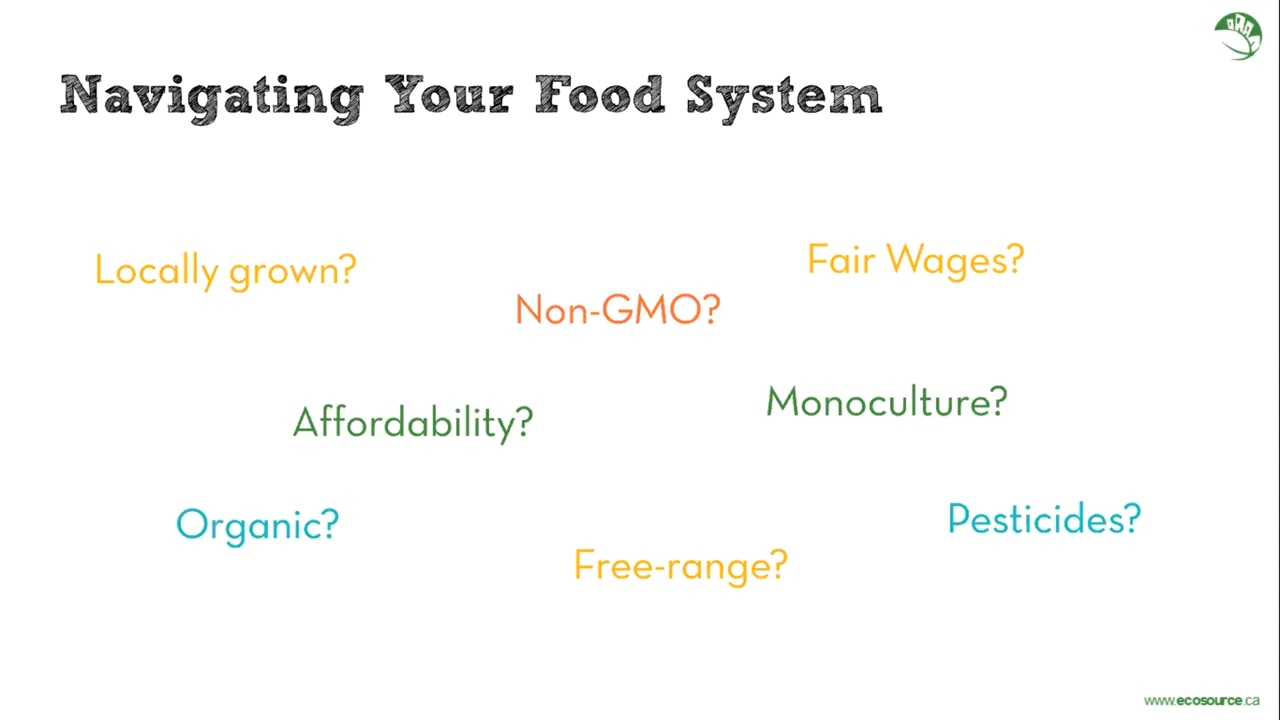 Navigating Your Food System
Locally grown?
Fair Wages?
Non-GMO?
Affordability?
Monoculture?
Organic?
Pesticides?
Free-range?
www.ecosource.ca